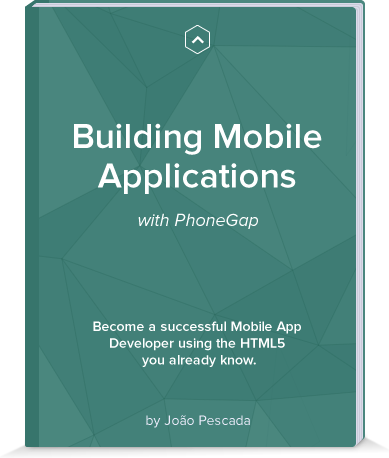 Building Mobile
Applications
with PhoneGap
Become a successful Mobile App
Developer using the HTML5
you already know.
by João Pescada